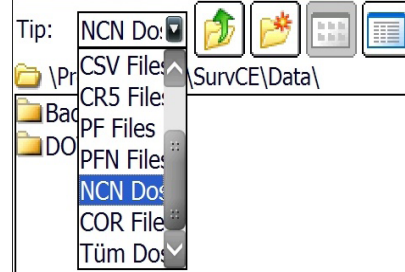 Tip: NCN Dos
\Pr \SurvCE\Data\
CSV Files
Bac
CR5 Files
DO
PF Files
PFN Files
NCN Dos
COR File
Tüm Dos